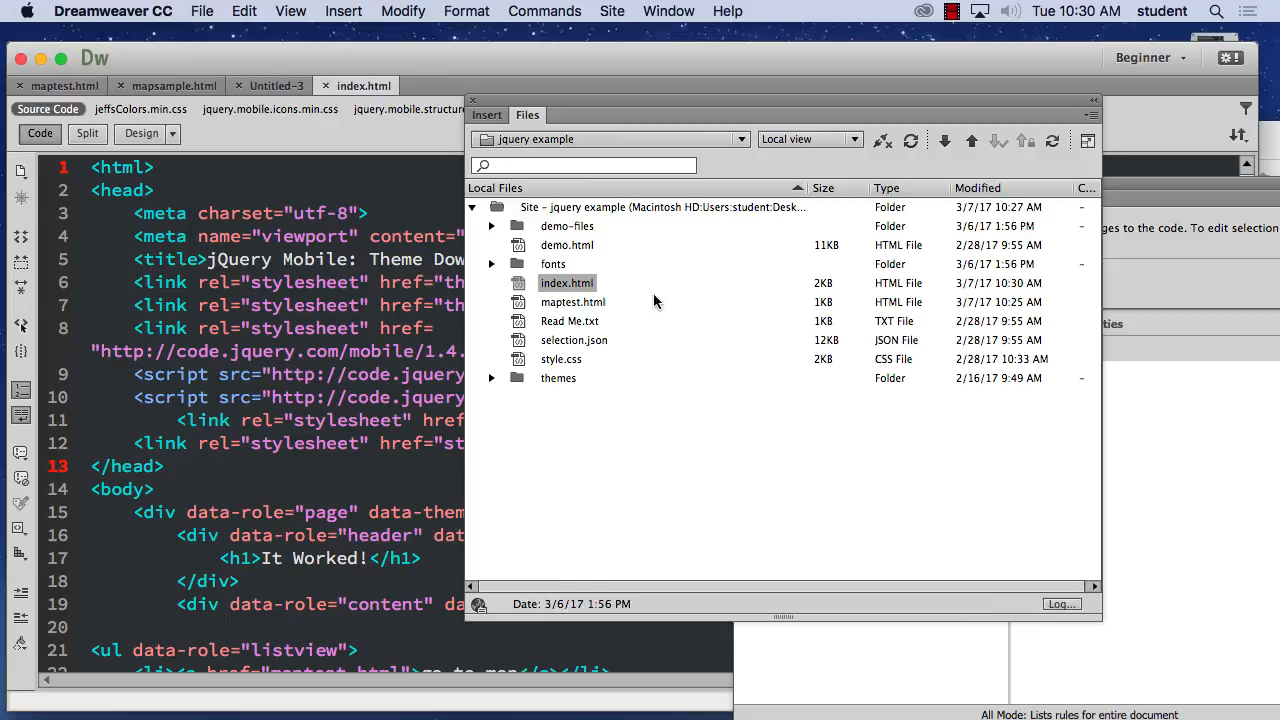 Dreamweaver CC File Edit View Insert Modify Format Commands Site Window Help Tue 10:30 AM student
Dw Beginner
maptest.html mapsample.html Untitled-3 index.html
Source Code jeffsColors.min.css jquery.mobile.icons.min.css jquery.mobile.structure
Code Split Design
1 <html>
2 <head>
3 <meta charset="utf-8">
4 <meta name="viewport" content="
5 <title>jQuery Mobile: Theme Dow
6 <link rel="stylesheet" href="th
7 <link rel="stylesheet" href="th
8 <link rel="stylesheet" href=
"http://code.jquery.com/mobile/1.4.
9 <script src="http://code.jquery
10 <script src="http://code.jquery
11 <link rel="stylesheet" href
12 <link rel="stylesheet" href="st
13 </head>
14 <body>
15 <div data-role="page" data-them
16 <div data-role="header" dat
17 <h1>It Worked!</h1>
18 </div>
19 <div data-role="content" da
20
21 <ul data-role="listview">
22 <li><a href="maptest.html">go to map</a></li>
Insert Files
jquery example Local view
Local Files Size Type Modified C...
Site – jquery example (Macintosh HD:Users:student:Desk... Folder 3/7/17 10:27 AM -
demo-files Folder 3/6/17 1:56 PM -
demo.html 11KB HTML File 2/28/17 9:55 AM
fonts Folder 3/6/17 1:56 PM -
index.html 2KB HTML File 3/7/17 10:30 AM
maptest.html 1KB HTML File 3/7/17 10:25 AM
Read Me.txt 1KB TXT File 2/28/17 9:55 AM
selection.json 12KB JSON File 2/28/17 9:55 AM
style.css 2KB CSS File 2/28/17 10:33 AM
themes Folder 2/16/17 9:49 AM -
Date: 3/6/17 1:56 PM Log...
ges to the code. To edit selection
ties
All Mode: Lists rules for entire document